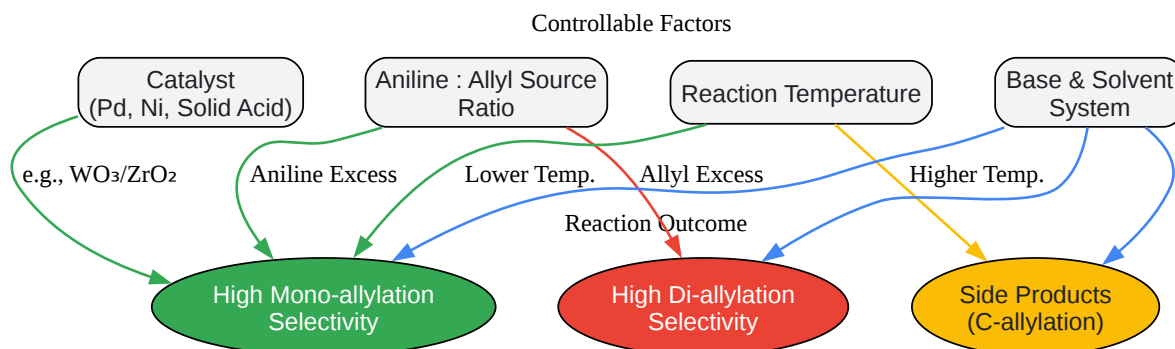 Controllable Factors
Catalyst
(Pd, Ni, Solid Acid)
Aniline : Allyl Source
Ratio
Reaction Temperature
Base & Solvent
System
e.g., WO₃/ZrO₂
Aniline Excess
Lower Temp.
Allyl Excess
Higher Temp.
Reaction Outcome
High Mono-allylation
Selectivity
High Di-allylation
Selectivity
Side Products
(C-allylation)